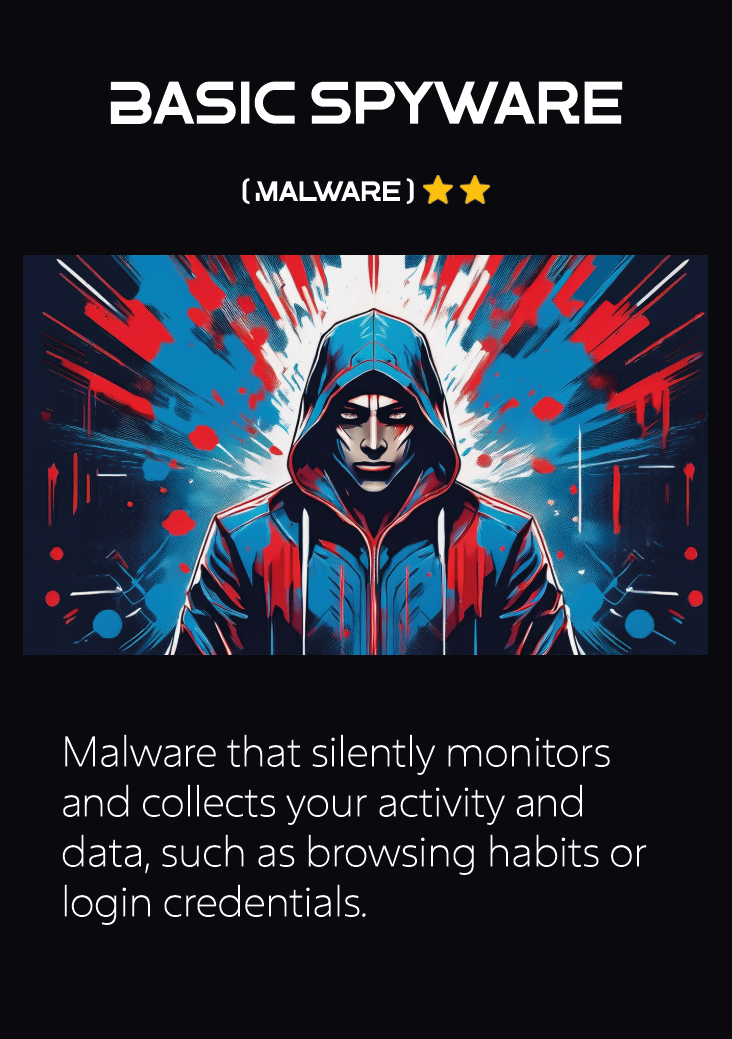 BASIC SPYWARE
(MALWARE) ⭐⭐
Malware that silently monitors
and collects your activity and
data, such as browsing habits or
login credentials.